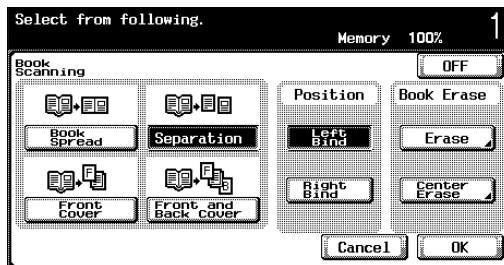 Select from following.
1
Memory 100%
Book
Scanning
OFF
Book
Spread
Separation
F
Front
Cover
F
B
Front and
Back Cover
Position
Left
Bind
Right
Bind
Book Erase
Erase
Center
Erase
Cancel
OK